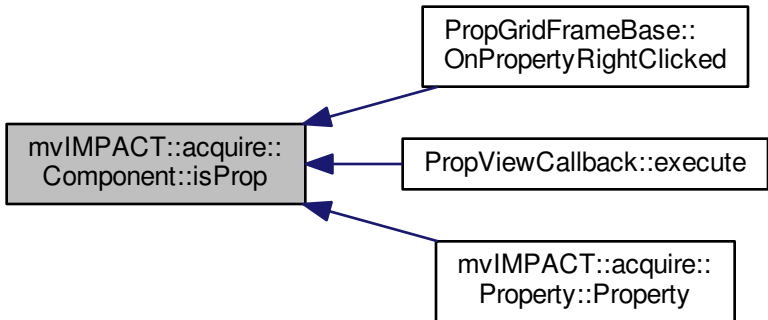 PropGridFrameBase::
OnPropertyRightClicked
mvIMPACT::acquire::
Component::isProp
PropViewCallback::execute
mvIMPACT::acquire::
Property::Property